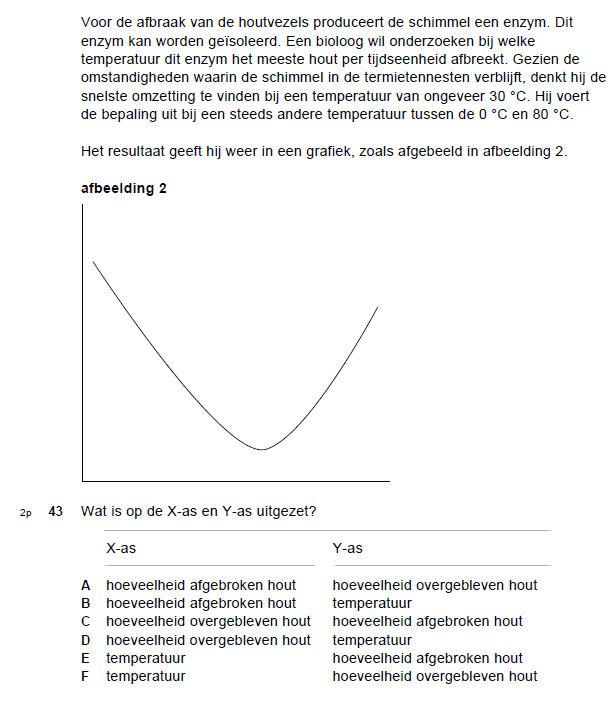 Voor de afbraak van de houtvezels produceert de schimmel een enzym. Dit
enzym kan worden geïsoleerd. Een bioloog wil onderzoeken bij welke
temperatuur dit enzym het meeste hout per tijdseenheid afbreekt. Gezien de
omstandigheden waarin de schimmel in de termietennesten verblijft, denkt hij de
snelste omzetting te vinden bij een temperatuur van ongeveer 30 °C. Hij voert
de bepaling uit bij een steeds andere temperatuur tussen de 0 °C en 80 °C.
Het resultaat geeft hij weer in een grafiek, zoals afgebeeld in afbeelding 2.
afbeelding 2
2p 43 Wat is op de X-as en Y-as uitgezet?
X-as Y-as
A hoeveelheid afgebroken hout hoeveelheid overgebleven hout
B hoeveelheid afgebroken hout temperatuur
C hoeveelheid overgebleven hout hoeveelheid afgebroken hout
D hoeveelheid overgebleven hout temperatuur
E temperatuur hoeveelheid afgebroken hout
F temperatuur hoeveelheid overgebleven hout